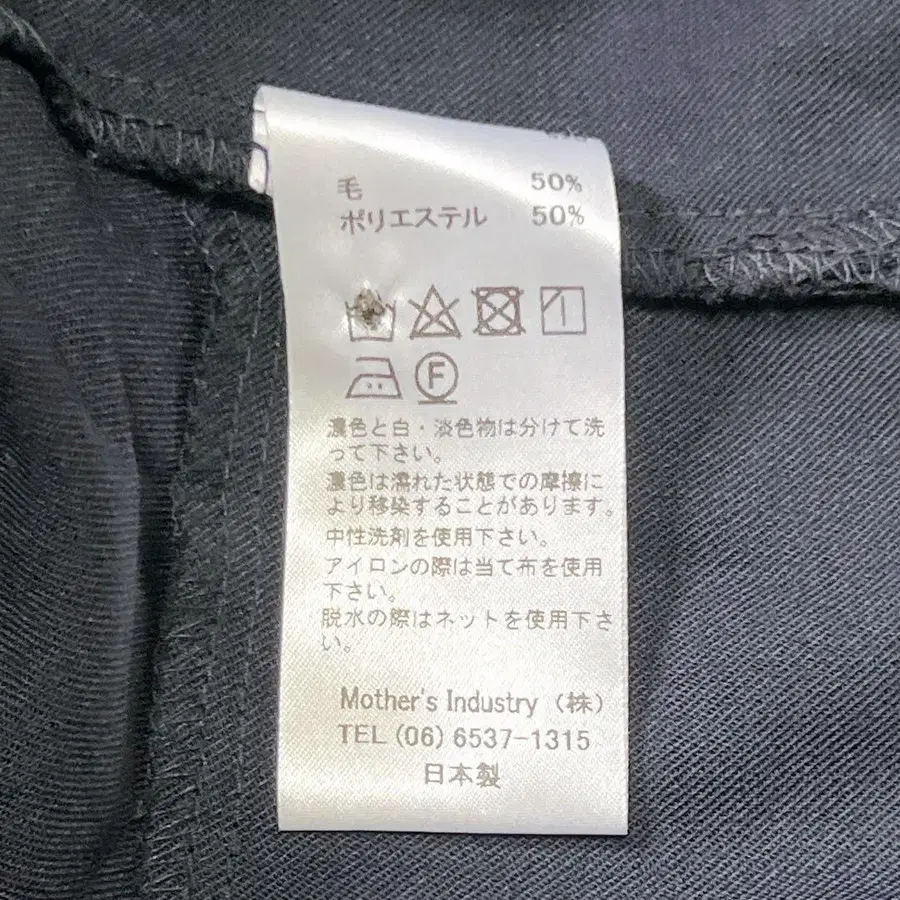 毛 50%
ポリエステル 50%
F
濃色と白・淡色物は分けて洗
って下さい。
濃色は濡れた状態での摩擦に
より移染することがあります。
中性洗剤を使用下さい。
アイロンの際は当て布を使用
下さい。
脱水の際はネットを使用下さ
い。
Mother's Industry（株）
TEL (06) 6537-1315
日本製